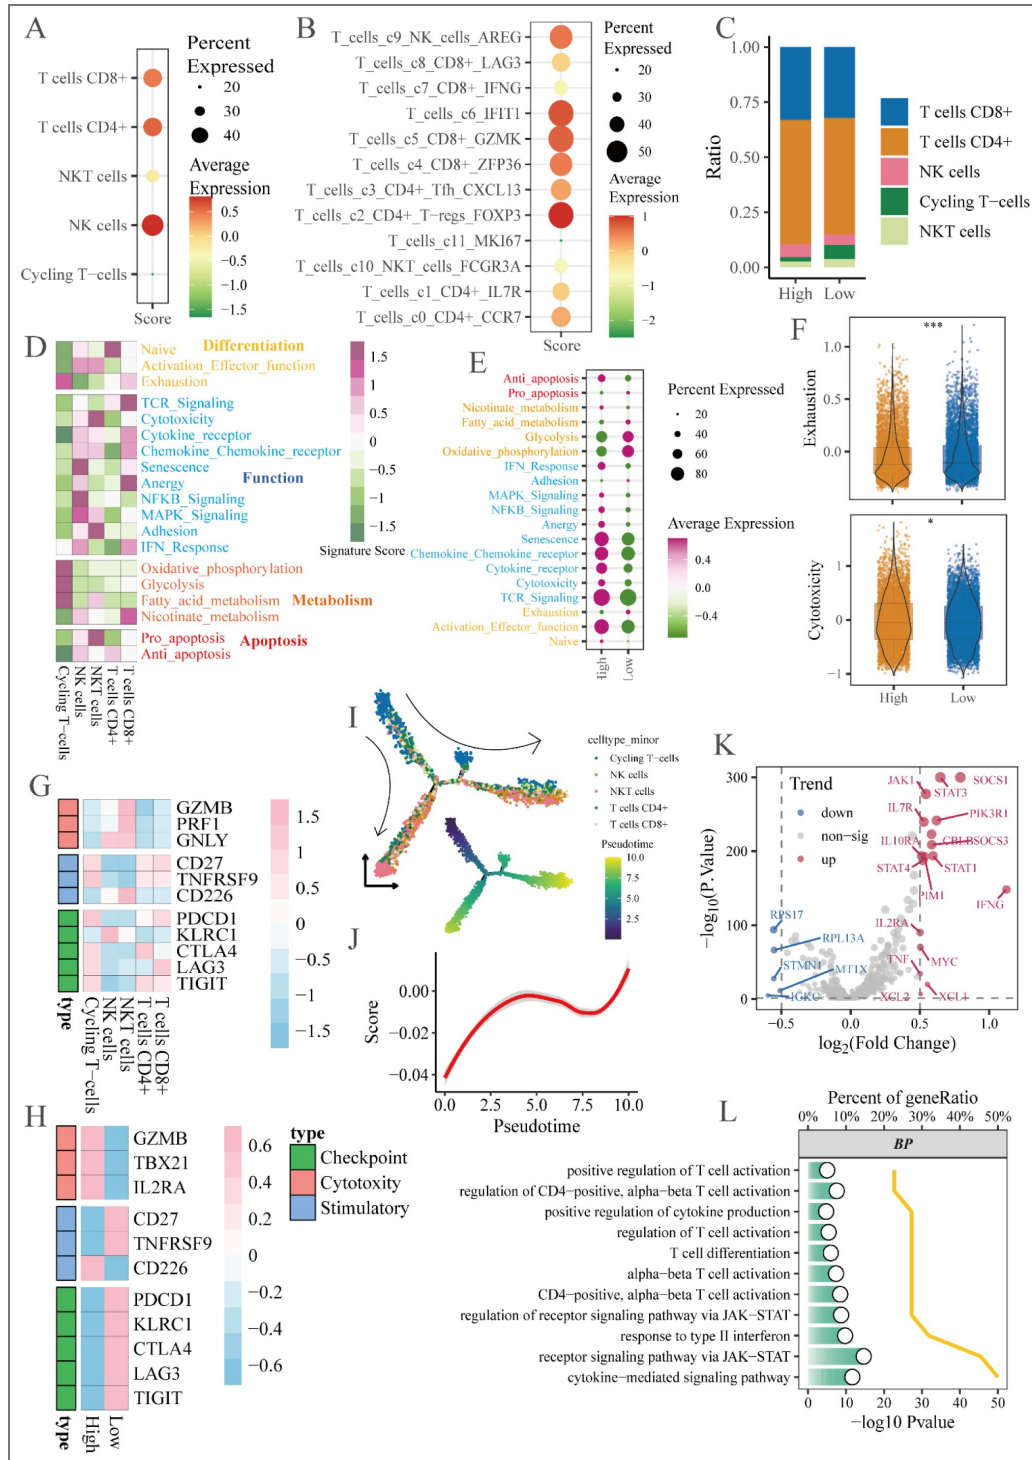 A
Percent
Expressed
20
30
40
Average
Expression
0.5
0.0
−0.5
−1.0
−1.5
T cells CD8+
T cells CD4+
NKT cells
NK cells
Cycling T−cells
Score
B
T_cells_c9_NK_cells_AREG
T_cells_c8_CD8+_LAG3
T_cells_c7_CD8+_IFNG
T_cells_c6_IFIT1
T_cells_c5_CD8+_GZMK
T_cells_c4_CD8+_ZFP36
T_cells_c3_CD4+_Tfh_CXCL13
T_cells_c2_CD4+_T−regs_FOXP3
T_cells_c11_MKI67
T_cells_c10_NKT_cells_FCGR3A
T_cells_c1_CD4+_IL7R
T_cells_c0_CD4+_CCR7
Score
Percent
Expressed
20
30
40
50
Average
Expression
1
0
−1
−2
C
Ratio
1.00
0.75
0.50
0.25
0.00
High
Low
T cells CD8+
T cells CD4+
NK cells
Cycling T−cells
NKT cells
D
Naive
Differentiation
Activation_Effector_function
Exhaustion
TCR_Signaling
Cytotoxicity
Cytokine_receptor
Chemokine_Chemokine_receptor
Senescence
Anergy
Function
NFKB_Signaling
MAPK_Signaling
Adhesion
IFN_Response
Oxidative_phosphorylation
Glycolysis
Fatty_acid_metabolism
Metabolism
Nicotinate_metabolism
Pro_apoptosis
Apoptosis
Anti_apoptosis
Cycling T−cells
NK cells
NKT cells
T cells CD4+
T cells CD8+
1.5
1
0.5
0
−0.5
−1
−1.5
Signature Score
E
Anti_apoptosis
Pro_apoptosis
Nicotinate_metabolism
Fatty_acid_metabolism
Glycolysis
Oxidative_phosphorylation
IFN_Response
Adhesion
MAPK_Signaling
NFKB_Signaling
Anergy
Senescence
Chemokine_Chemokine_receptor
Cytokine_receptor
Cytotoxicity
TCR_Signaling
Exhaustion
Activation_Effector_function
Naive
High
Low
Percent Expressed
20
40
60
80
Average Expression
0.4
0.0
−0.4
F
Exhaustion
1.0
0.5
0.0
***
Cytotoxicity
1
0
−1
*
High
Low
G
GZMB
PRF1
GNLY
CD27
TNFRSF9
CD226
PDCD1
KLRC1
CTLA4
LAG3
TIGIT
type
Cycling T−cells
NK cells
NKT cells
T cells CD4+
T cells CD8+
1.5
1
0.5
0
−0.5
−1
−1.5
H
GZMB
TBX21
IL2RA
CD27
TNFRSF9
CD226
PDCD1
KLRC1
CTLA4
LAG3
TIGIT
type
High
Low
0.6
0.4
0.2
0
−0.2
−0.4
−0.6
type
Checkpoint
Cytotoxity
Stimulatory
I
celltype_minor
Cycling T−cells
NK cells
NKT cells
T cells CD4+
T cells CD8+
Pseudotime
10.0
7.5
5.0
2.5
J
Score
0.00
−0.02
−0.04
0.0
2.5
5.0
7.5
10.0
Pseudotime
K
−log10(P.Value)
300
200
100
0
−0.5
0.0
0.5
1.0
log2(Fold Change)
Trend
down
non−sig
up
JAK1
SOCS1
STAT3
IL7R
PIK3R1
IL10RA
CBLB
SOCS3
STAT4
STAT1
PIM1
IFNG
IL2RA
TNF
MYC
XCL2
XCL1
RPS17
RPL13A
STMN1
MT1X
IGKC
L
Percent of geneRatio
0% 10% 20% 30% 40% 50%
BP
positive regulation of T cell activation
regulation of CD4−positive, alpha−beta T cell activation
positive regulation of cytokine production
regulation of T cell activation
T cell differentiation
alpha−beta T cell activation
CD4−positive, alpha−beta T cell activation
regulation of receptor signaling pathway via JAK−STAT
response to type II interferon
receptor signaling pathway via JAK−STAT
cytokine−mediated signaling pathway
0 10 20 30 40 50
−log10 Pvalue